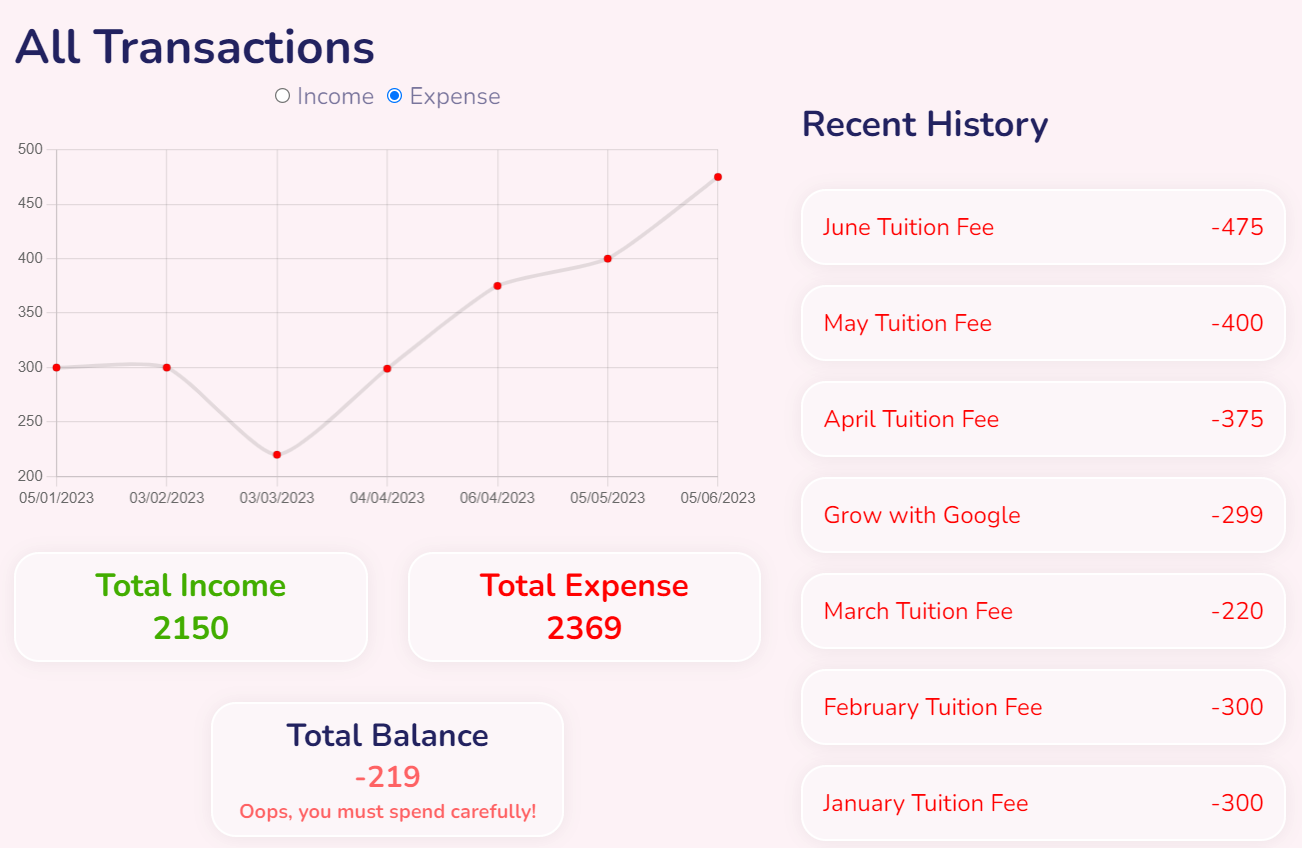 All Transactions
Income Expense
500
450
400
350
300
250
200
05/01/2023 03/02/2023 03/03/2023 04/04/2023 06/04/2023 05/05/2023 05/06/2023
Total Income
2150
Total Expense
2369
Total Balance
-219
Oops, you must spend carefully!
Recent History
June Tuition Fee -475
May Tuition Fee -400
April Tuition Fee -375
Grow with Google -299
March Tuition Fee -220
February Tuition Fee -300
January Tuition Fee -300